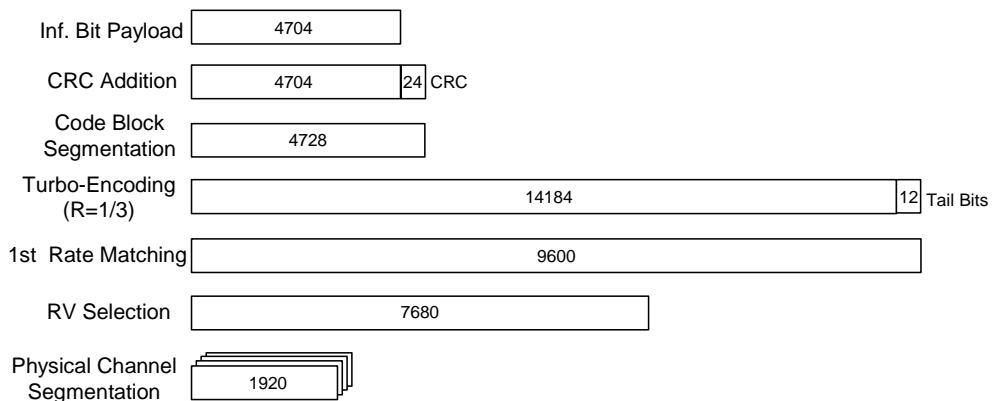 Inf. Bit Payload 4704
CRC Addition 4704 24 CRC
Code Block
Segmentation 4728
Turbo-Encoding
(R=1/3) 14184 12 Tail Bits
1st Rate Matching 9600
RV Selection 7680
Physical Channel
Segmentation 1920